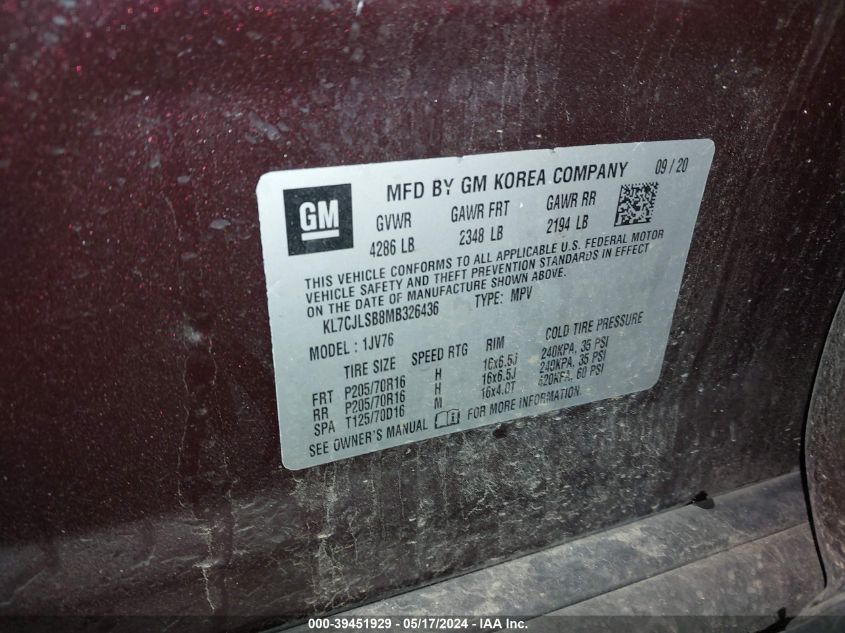 GM
MFD BY GM KOREA COMPANY 09 / 20
GVWR GAWR FRT GAWR RR
4286 LB 2348 LB 2194 LB
THIS VEHICLE CONFORMS TO ALL APPLICABLE U.S. FEDERAL MOTOR
VEHICLE SAFETY AND THEFT PREVENTION STANDARDS IN EFFECT
ON THE DATE OF MANUFACTURE SHOWN ABOVE.
KL7CJLSB8MB326436 TYPE: MPV
MODEL : 1JV76
TIRE SIZE SPEED RTG RIM COLD TIRE PRESSURE
FRT P205/70R16 H 16x6.5J 240KPA, 35 PSI
RR P205/70R16 H 16x6.5J 240KPA, 35 PSI
SPA T125/70D16 M 16x4.0T 420KPA, 60 PSI
SEE OWNER'S MANUAL FOR MORE INFORMATION.
000-39451929 - 05/17/2024 - IAA Inc.